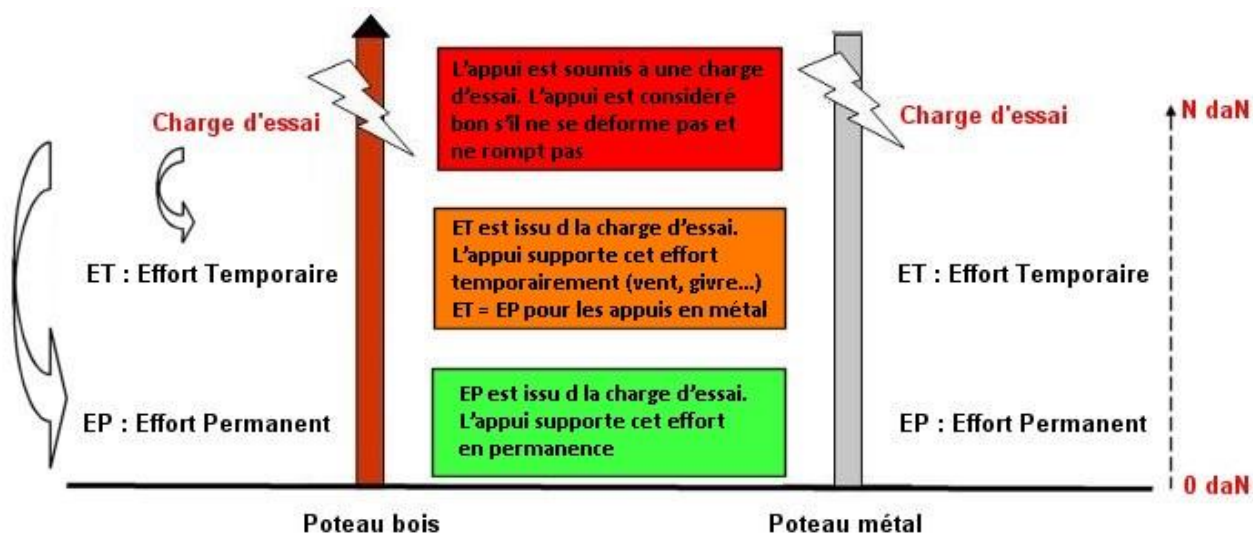 L'appui est soumis à une charge
d'essai. L'appui est considéré
bon s'il ne se déforme pas et
ne rompt pas
Charge d'essai
Charge d'essai
N daN
ET est issu d la charge d'essai.
L'appui supporte cet effort
temporairement (vent, givre...)
ET = EP pour les appuis en métal
ET : Effort Temporaire
ET : Effort Temporaire
EP est issu d la charge d'essai.
L'appui supporte cet effort
en permanence
EP : Effort Permanent
EP : Effort Permanent
0 daN
Poteau bois
Poteau métal